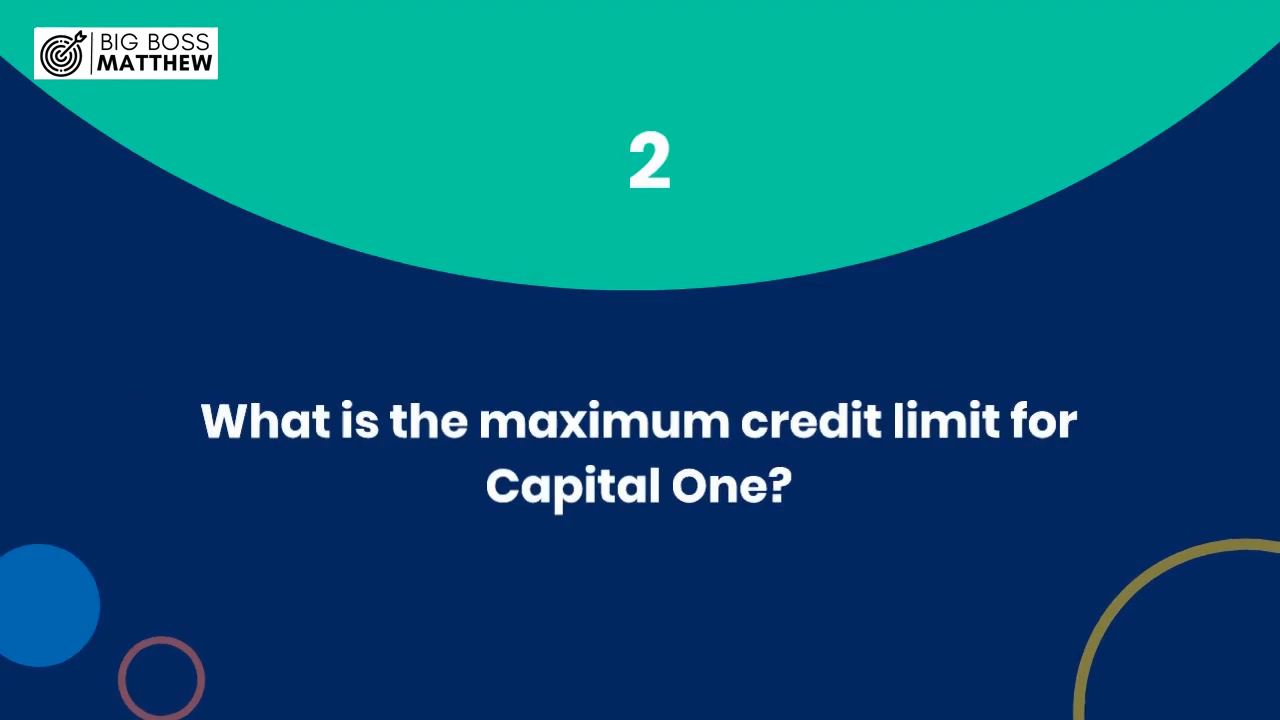 BIG BOSS
MATTHEW
2
What is the maximum credit limit for
Capital One?